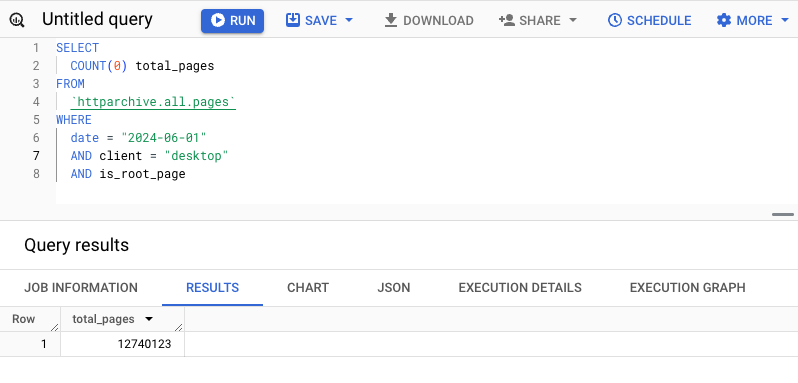 Untitled query RUN SAVE DOWNLOAD SHARE SCHEDULE MORE
1 SELECT
2 COUNT(0) total_pages
3 FROM
4 `httparchive.all.pages`
5 WHERE
6 date = "2024-06-01"
7 AND client = "desktop"
8 AND is_root_page
Query results
JOB INFORMATION RESULTS CHART JSON EXECUTION DETAILS EXECUTION GRAPH
Row total_pages
1 12740123